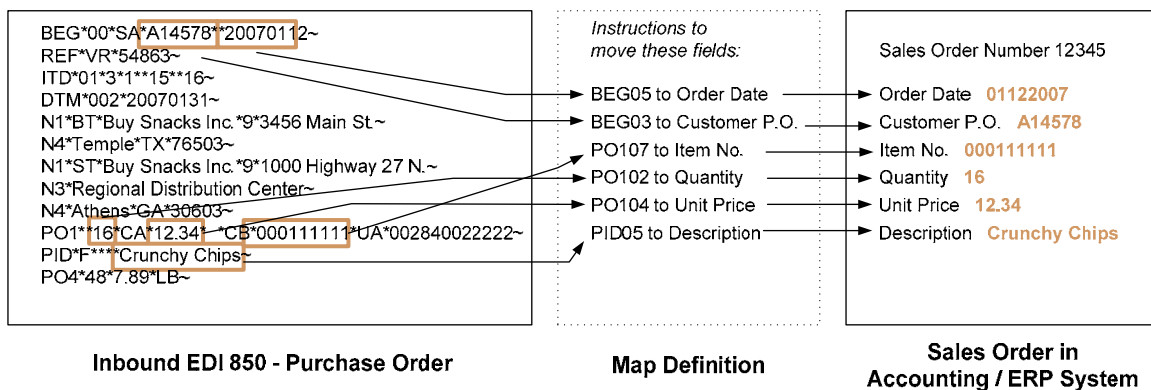 BEG*00*SA*A14578**20070112~
REF*VR*54863~
ITD*01*3*1**15**16~
DTM*002*20070131~
N1*BT*Buy Snacks Inc.*9*3456 Main St.~
N4*Temple*TX*76503~
N1*ST*Buy Snacks Inc.*9*1000 Highway 27 N.~
N3*Regional Distribution Center~
N4*Athens*GA*30603~
PO1**16*CA*12.34* *CB*000111111*UA*002840022222~
PID*F****Crunchy Chips~
PO4*48*7.89*LB~
Inbound EDI 850 - Purchase Order
Instructions to
move these fields:
BEG05 to Order Date
BEG03 to Customer P.O.
PO107 to Item No.
PO102 to Quantity
PO104 to Unit Price
PID05 to Description
Map Definition
Sales Order Number 12345
Order Date 01122007
Customer P.O. A14578
Item No. 000111111
Quantity 16
Unit Price 12.34
Description Crunchy Chips
Sales Order in
Accounting / ERP System